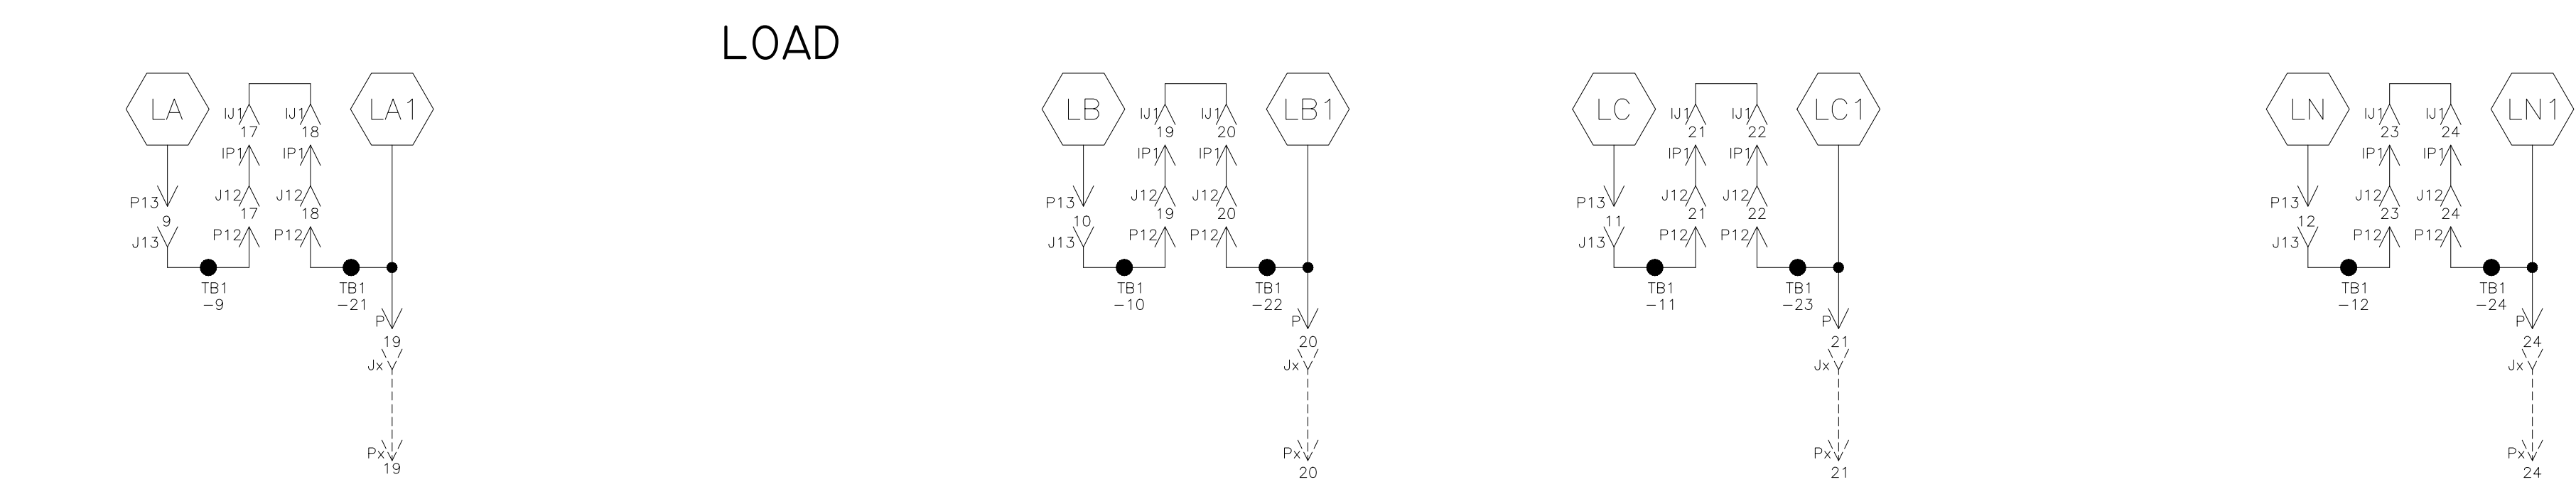 LOAD
LA LA1 LB LB1 LC LC1 LN LN1
IJ1 IJ1 IJ1 IJ1 IJ1 IJ1 IJ1 IJ1
17 18 19 20 21 22 23 24
IP1 IP1 IP1 IP1 IP1 IP1 IP1 IP1
P13 J12 J12 P13 J12 J12 P13 J12 J12 P13 J12 J12
9 17 18 10 19 20 11 21 22 12 23 24
J13 P12 P12 J13 P12 P12 J13 P12 P12 J13 P12 P12
TB1 TB1 TB1 TB1 TB1 TB1 TB1 TB1
-9 -21 -10 -22 -11 -23 -12 -24
P P P P
19 20 21 24
Jx Jx Jx Jx
Px Px Px Px
19 20 21 24